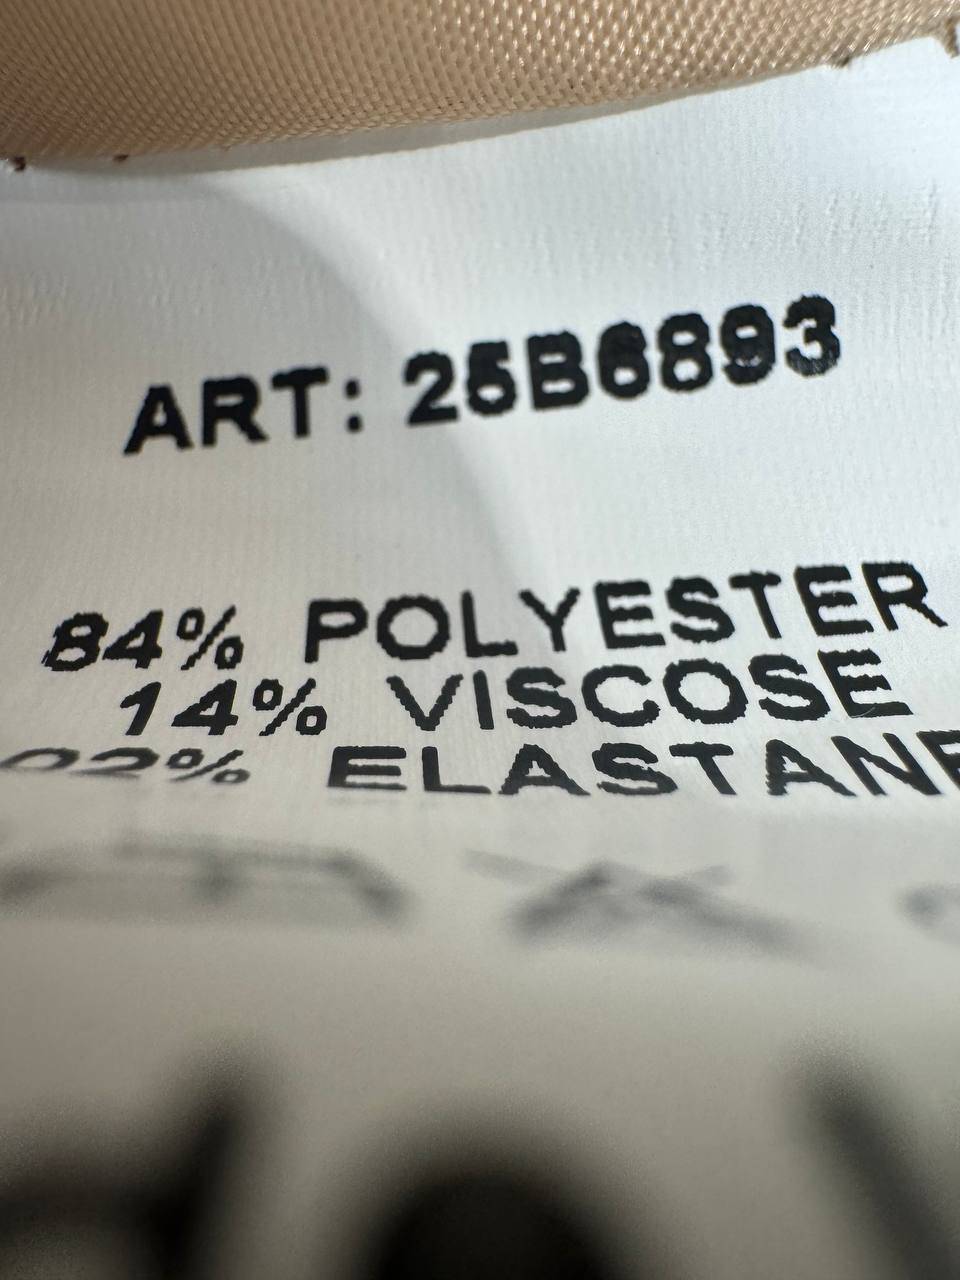 ART: 25B6893
84% POLYESTER
14% VISCOSE
02% ELASTANE